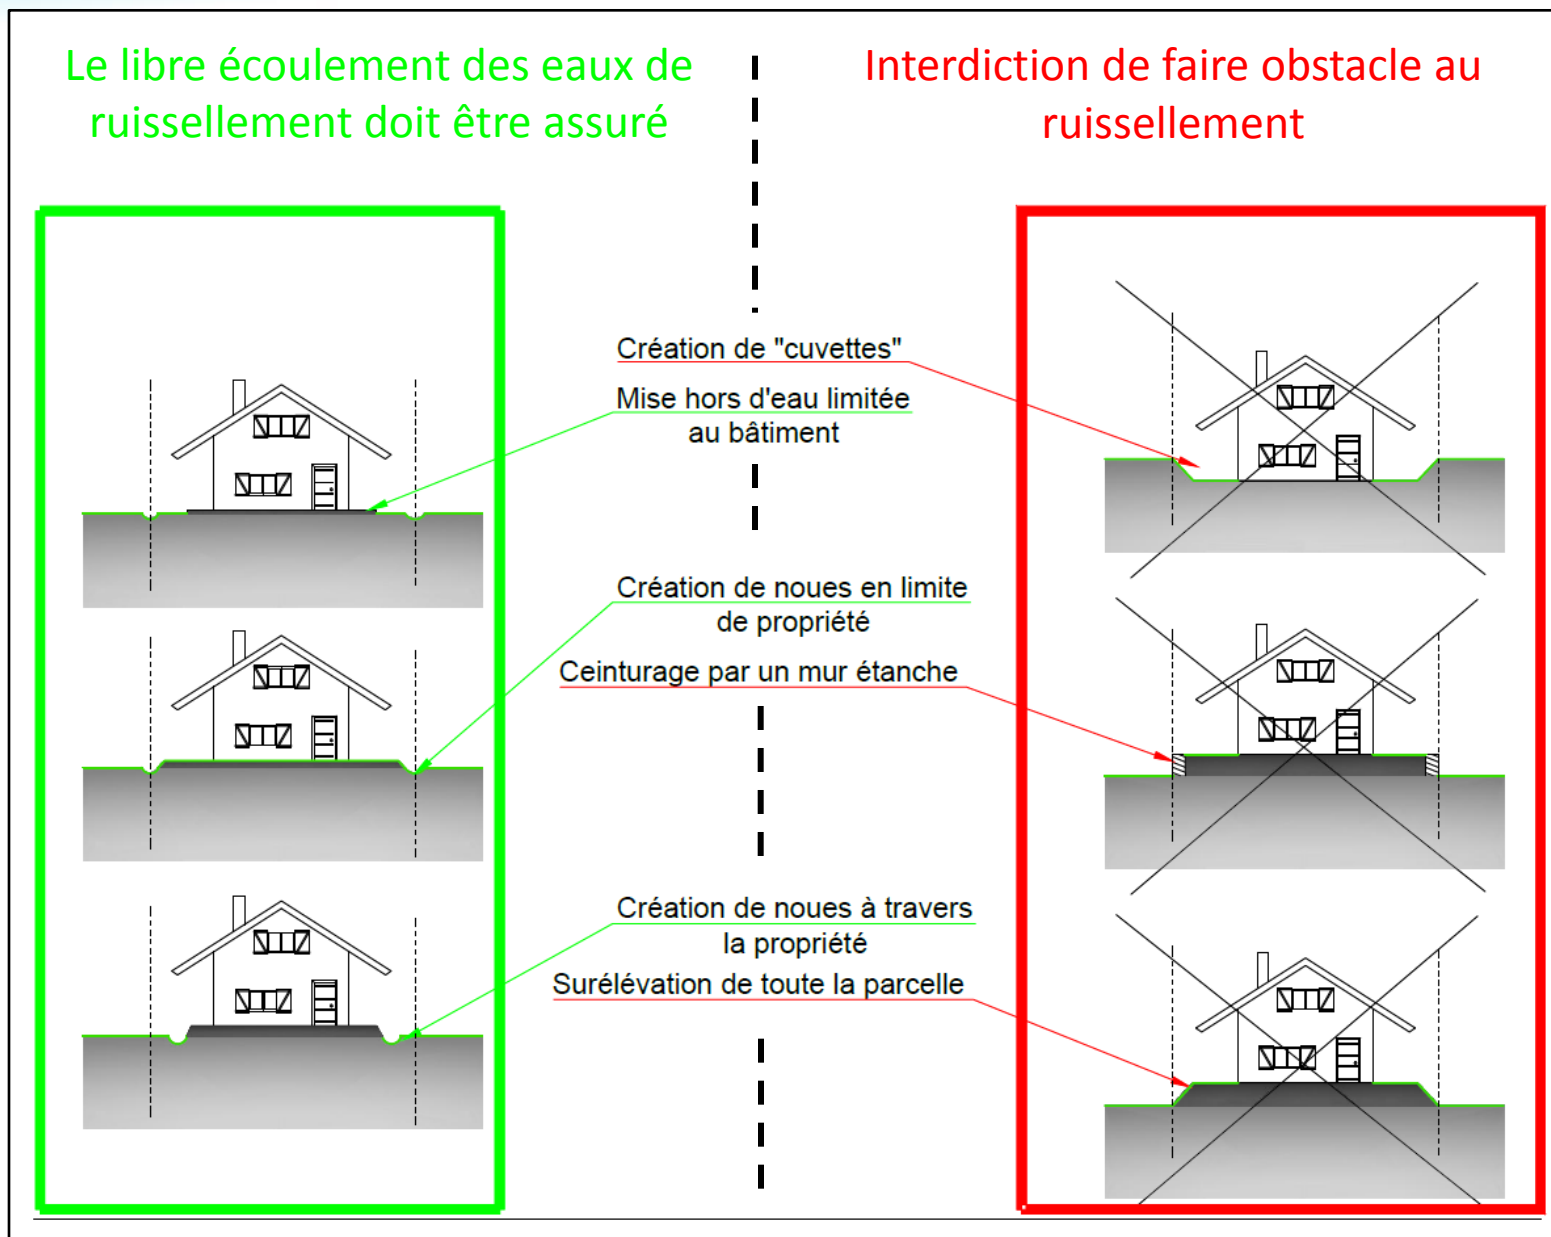 Le libre écoulement des eaux de
ruissellement doit être assuré
Interdiction de faire obstacle au
ruissellement
Création de "cuvettes"
Mise hors d'eau limitée
au bâtiment
Création de noues en limite
de propriété
Ceinturage par un mur étanche
Création de noues à travers
la propriété
Surélévation de toute la parcelle